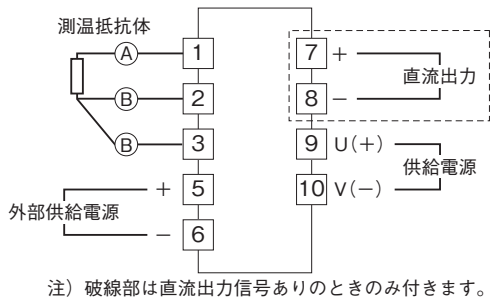 測温抵抗体
A 1
B 2
B 3
+ 5
外部供給電源
− 6
7 +
直流出力
8 −
9 U(+)
供給電源
10 V(−)
注）破線部は直流出力信号ありのときのみ付きます。